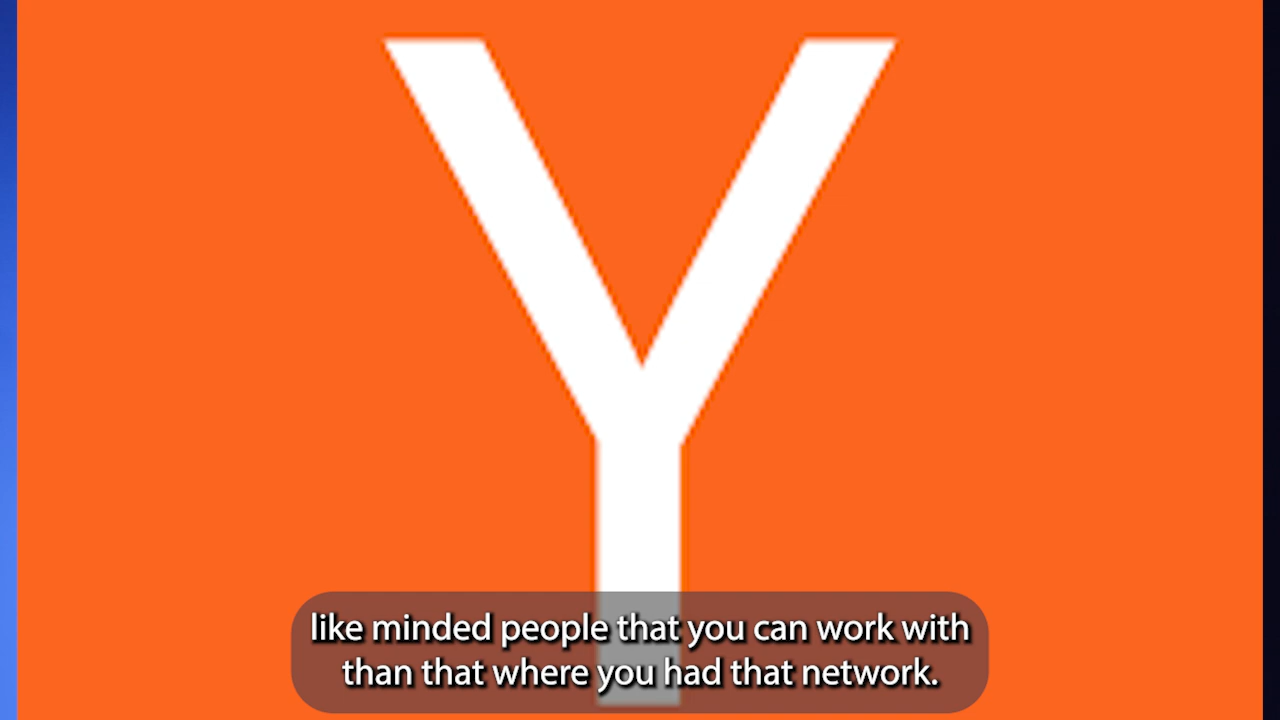 Y
like minded people that you can work with
than that where you had that network.